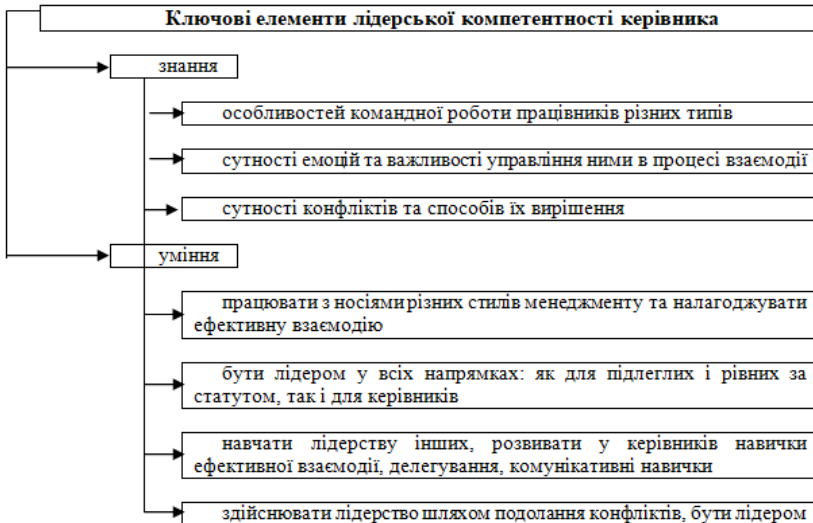 Ключові елементи лідерської компетентності керівника
знання
особливостей командної роботи працівників різних типів
сутності емоцій та важливості управління ними в процесі взаємодії
сутності конфліктів та способів їх вирішення
уміння
працювати з носіями різних стилів менеджменту та налагоджувати
ефективну взаємодію
бути лідером у всіх напрямках: як для підлеглих і рівних за
статутом, так і для керівників
навчати лідерству інших, розвивати у керівників навички
ефективної взаємодії, делегування, комунікативні навички
здійснювати лідерство шляхом подолання конфліктів, бути лідером